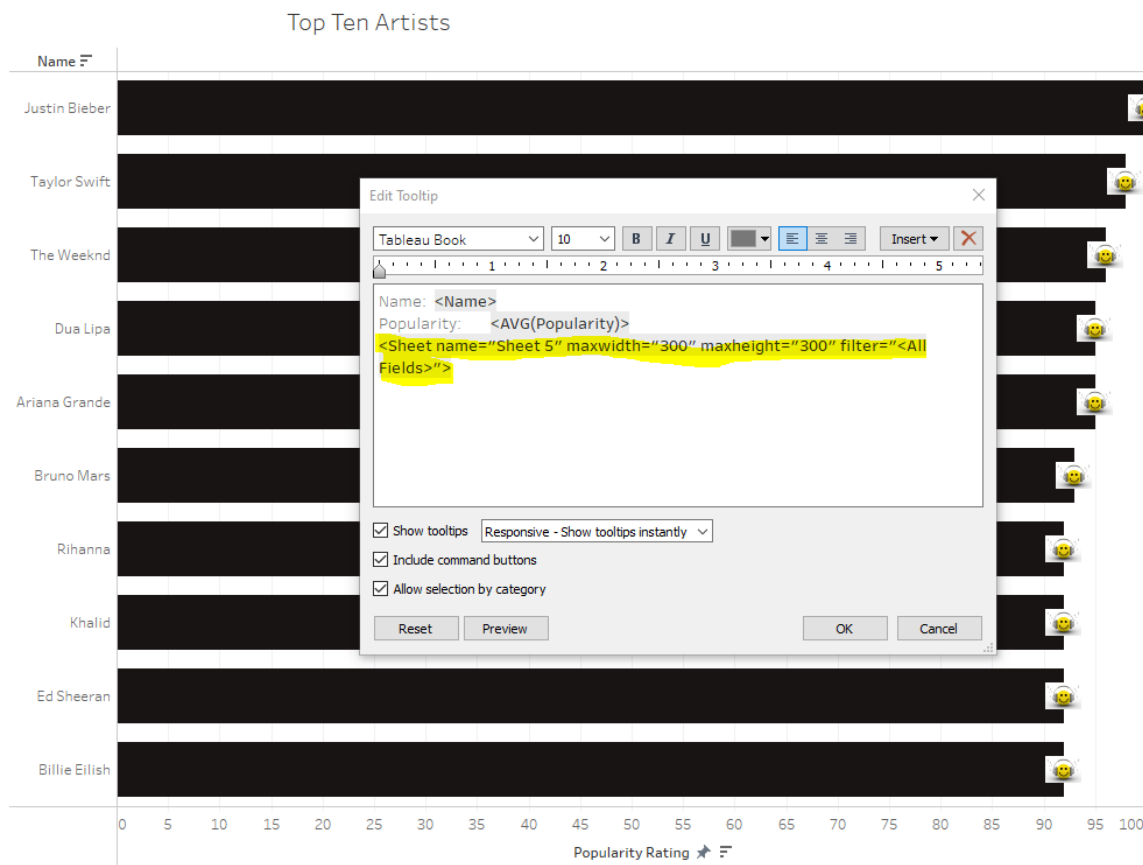 Top Ten Artists
Name
Justin Bieber
Taylor Swift
The Weeknd
Dua Lipa
Ariana Grande
Bruno Mars
Rihanna
Khalid
Ed Sheeran
Billie Eilish
Edit Tooltip
Tableau Book 10 B I U Insert
1 2 3 4 5
Name: <Name>
Popularity: <AVG(Popularity)>
<Sheet name="Sheet 5" maxwidth="300" maxheight="300" filter="<All
Fields>">
Show tooltips Responsive - Show tooltips instantly
Include command buttons
Allow selection by category
Reset Preview OK Cancel
0 5 10 15 20 25 30 35 40 45 50 55 60 65 70 75 80 85 90 95 100
Popularity Rating